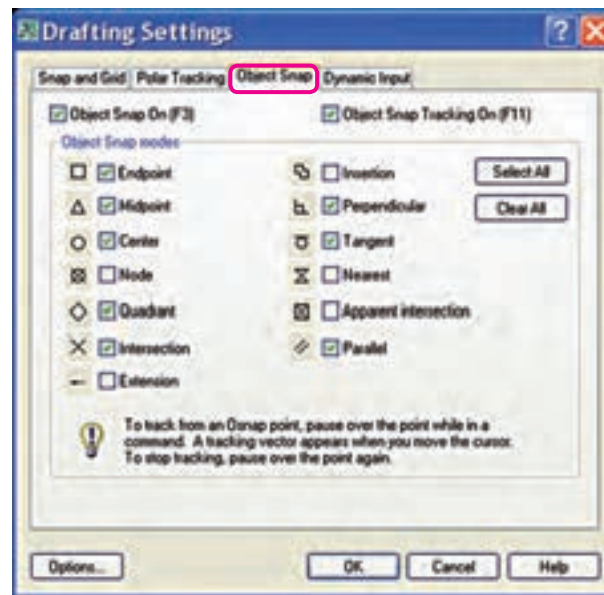 Drafting Settings
Snap and Grid Polar Tracking Object Snap Dynamic Input
Object Snap On (F3) Object Snap Tracking On (F11)
Object Snap modes
Endpoint Insertion Select All
Midpoint Perpendicular Clear All
Center Tangent
Node Nearest
Quadrant Apparent intersection
Intersection Parallel
Extension
To track from an Osnap point, pause over the point while in a
command. A tracking vector appears when you move the cursor.
To stop tracking, pause over the point again.
Options... OK Cancel Help